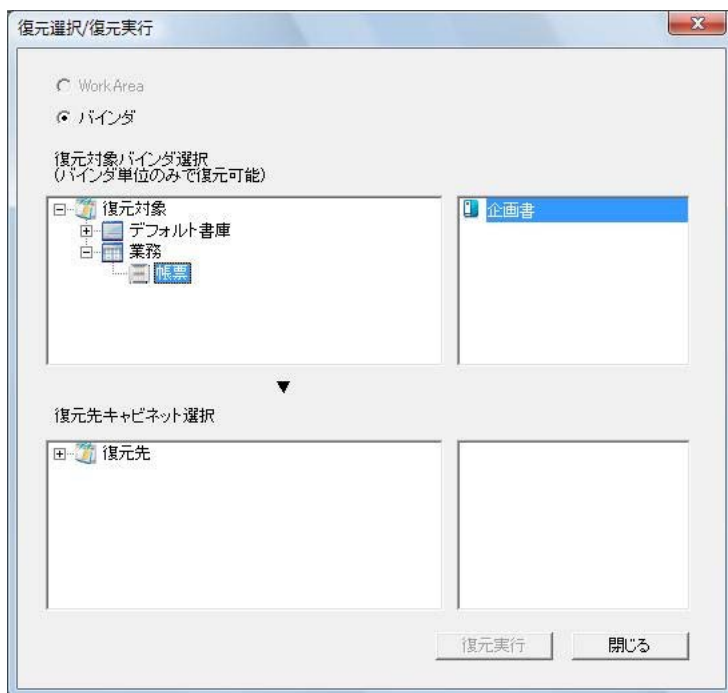 復元選択/復元実行
WorkArea
バインダ
復元対象バインダ選択
(バインダ単位のみで復元可能)
復元対象
デフォルト書庫
業務
帳票
企画書
▼
復元先キャビネット選択
復元先
復元実行
閉じる